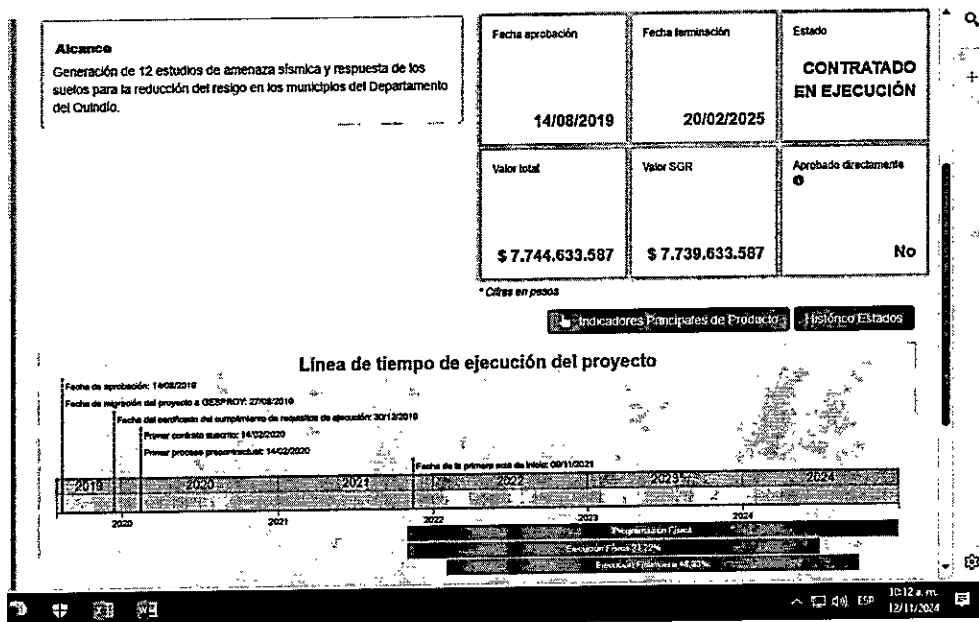 Alcance
Generación de 12 estudios de amenaza sísmica y respuesta de los
suelos para la reducción del resigo en los municipios del Departamento
del Quindío.
Fecha aprobación
14/08/2019
Fecha terminación
20/02/2025
Estado
CONTRATADO
EN EJECUCIÓN
Valor total
$ 7.744.633.587
Valor SGR
$ 7.739.633.587
Aprobado directamente
No
* Cifras en pesos
Indicadores Principales de Producto
Histórico Estados
Línea de tiempo de ejecución del proyecto
Fecha de aprobación: 14/08/2019
Fecha de migración del proyecto a GESPROY: 27/08/2019
Fecha del certificado del cumplimiento de requisitos de ejecución: 30/12/2019
Primer contrato suscrito: 14/02/2020
Primer proceso precontractual: 14/02/2020
Fecha de la primera acta de inicio: 09/11/2021
2019 2020 2021 2022 2023 2024
2020 2021 2022 2023 2024
Programación Física
Ejecución Física
Ejecución Financiera
ESP
10:12 a. m.
12/11/2024